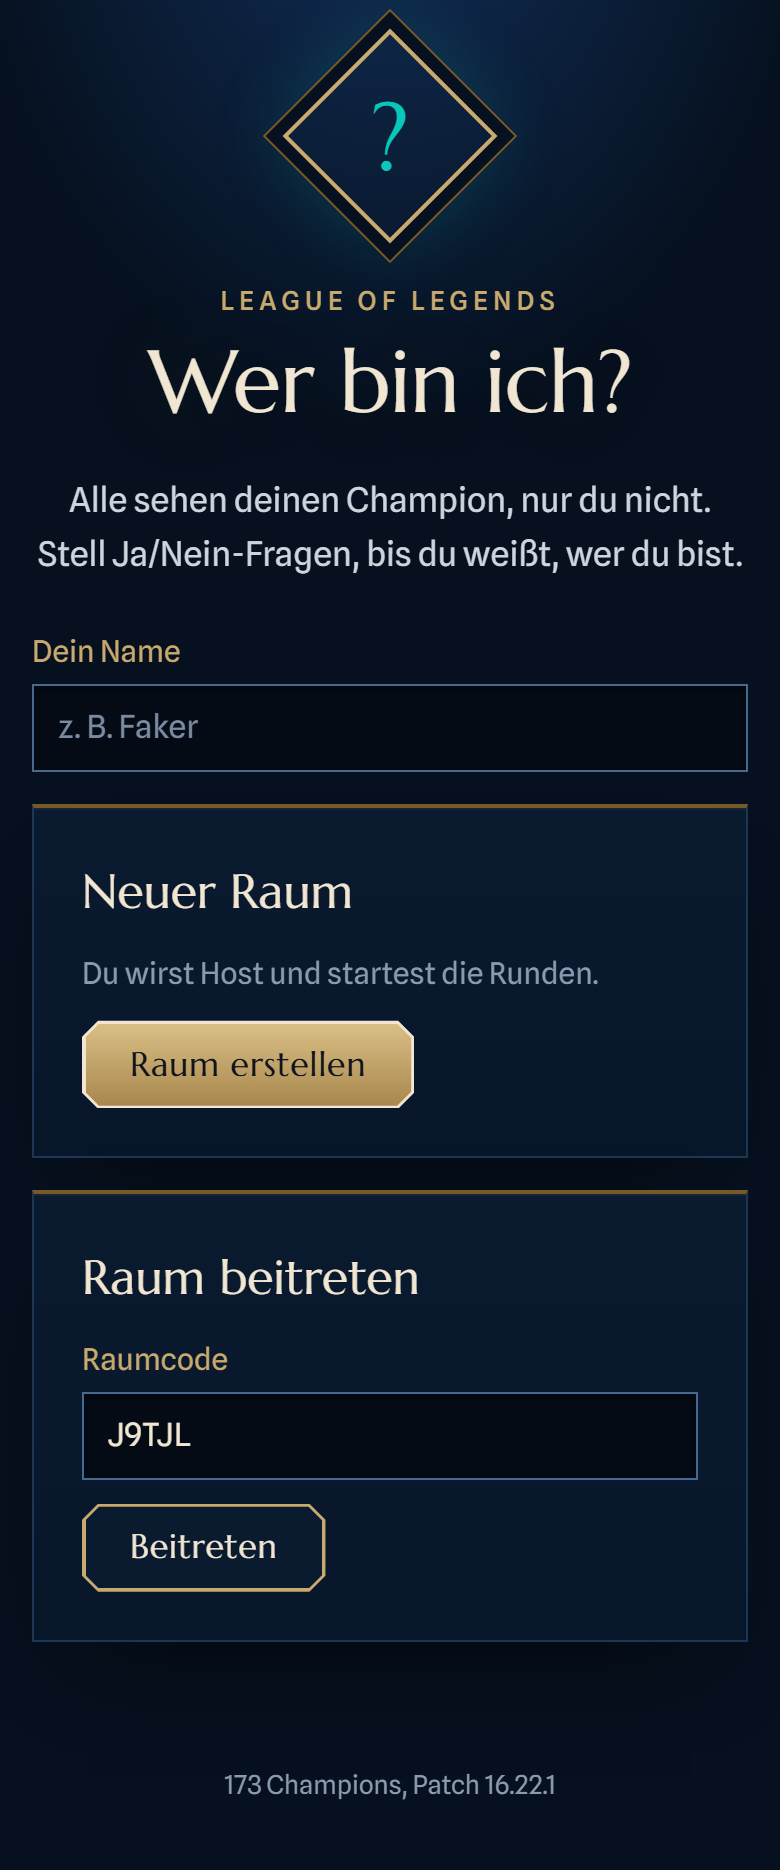 ?
LEAGUE OF LEGENDS
Wer bin ich?
Alle sehen deinen Champion, nur du nicht.
Stell Ja/Nein-Fragen, bis du weißt, wer du bist.
Dein Name
z. B. Faker
Neuer Raum
Du wirst Host und startest die Runden.
Raum erstellen
Raum beitreten
Raumcode
J9TJL
Beitreten
173 Champions, Patch 16.22.1